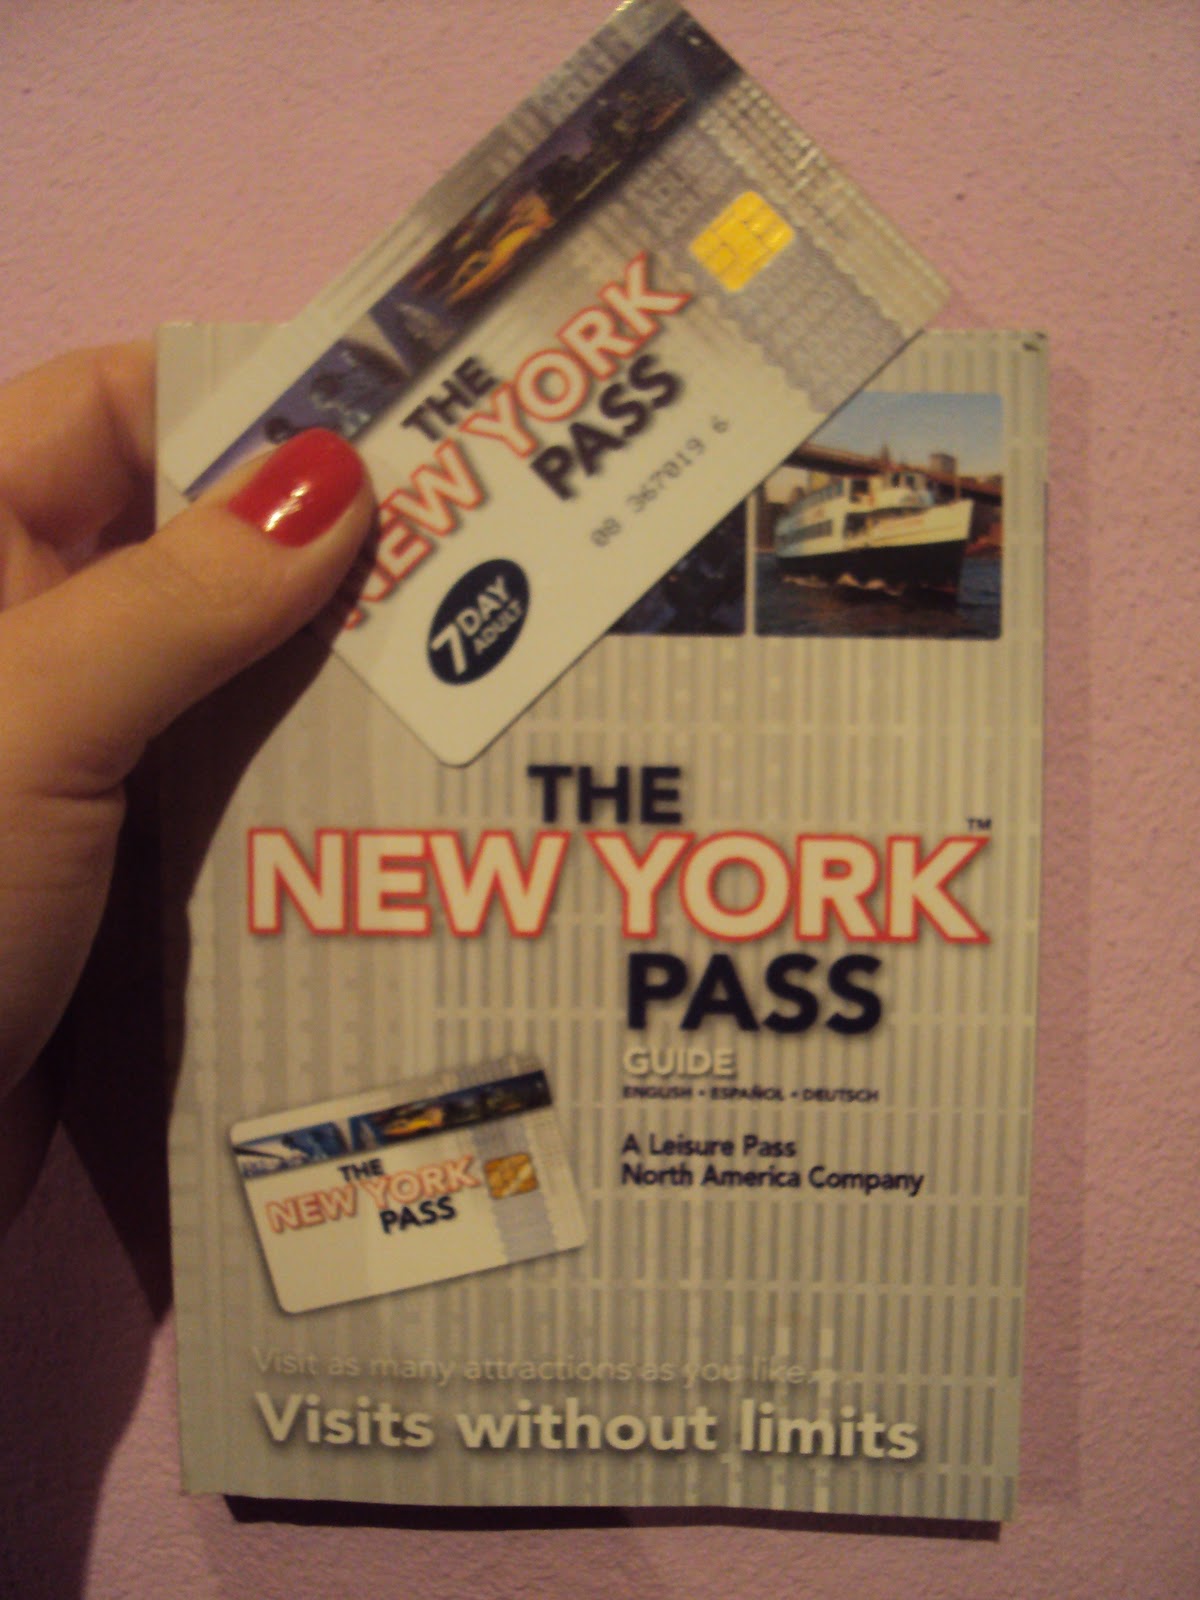 THE
NEW YORK
PASS
08 367019 6
7 DAY
ADULT
THE
NEW YORK™
PASS
GUIDE
ENGLISH • ESPAÑOL • DEUTSCH
A Leisure Pass
North America Company
THE
NEW YORK
PASS
Visit as many attractions as you like....
Visits without limits